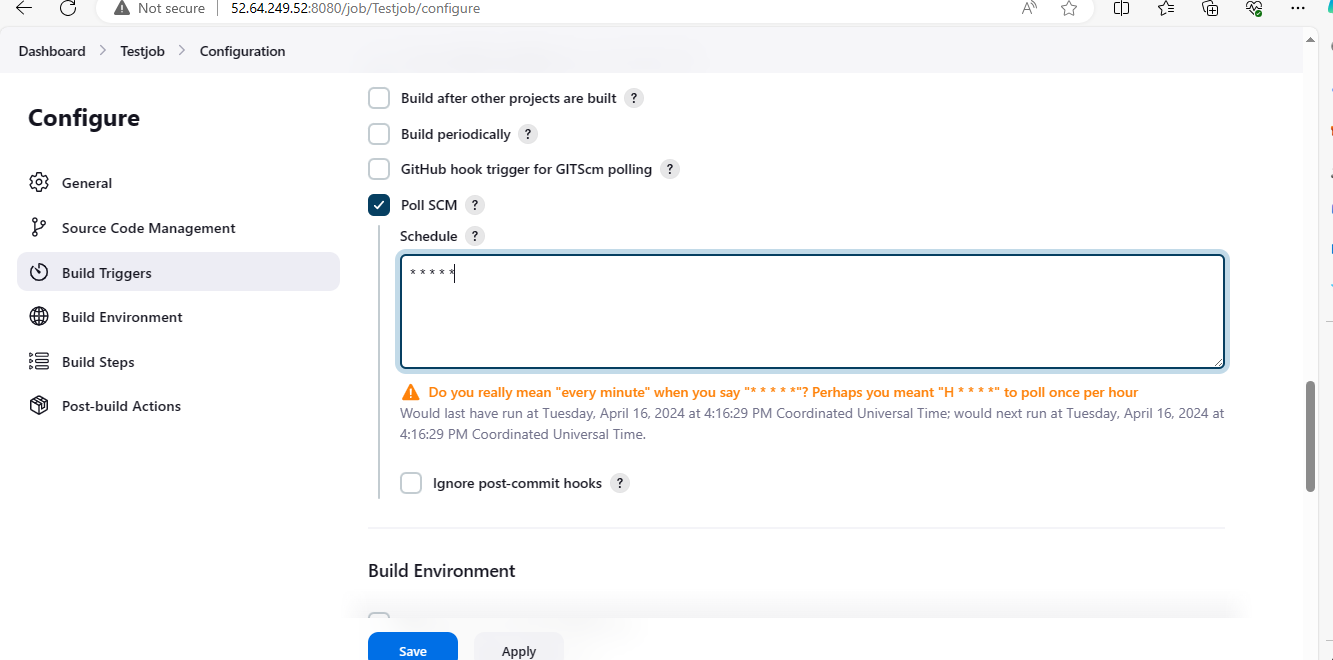 Not secure 52.64.249.52:8080/job/Testjob/configure
Dashboard > Testjob > Configuration
Configure
General
Source Code Management
Build Triggers
Build Environment
Build Steps
Post-build Actions
Build after other projects are built ?
Build periodically ?
GitHub hook trigger for GITScm polling ?
Poll SCM ?
Schedule ?
* * * * *
Do you really mean "every minute" when you say "* * * * *"? Perhaps you meant "H * * * *" to poll once per hour
Would last have run at Tuesday, April 16, 2024 at 4:16:29 PM Coordinated Universal Time; would next run at Tuesday, April 16, 2024 at
4:16:29 PM Coordinated Universal Time.
Ignore post-commit hooks ?
Build Environment
Save Apply